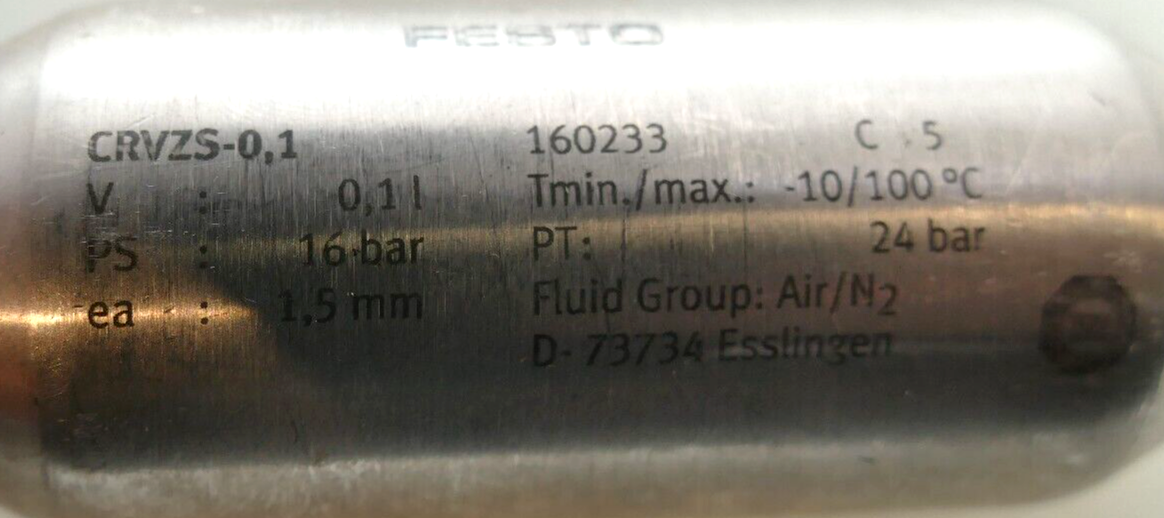 FESTO
CRVZS-0,1 160233 C . 5
V : 0,1 l Tmin./max.: -10/100 °C
PS : 16 bar PT: 24 bar
ea : 1,5 mm Fluid Group: Air/N2
D- 73734 Esslingen